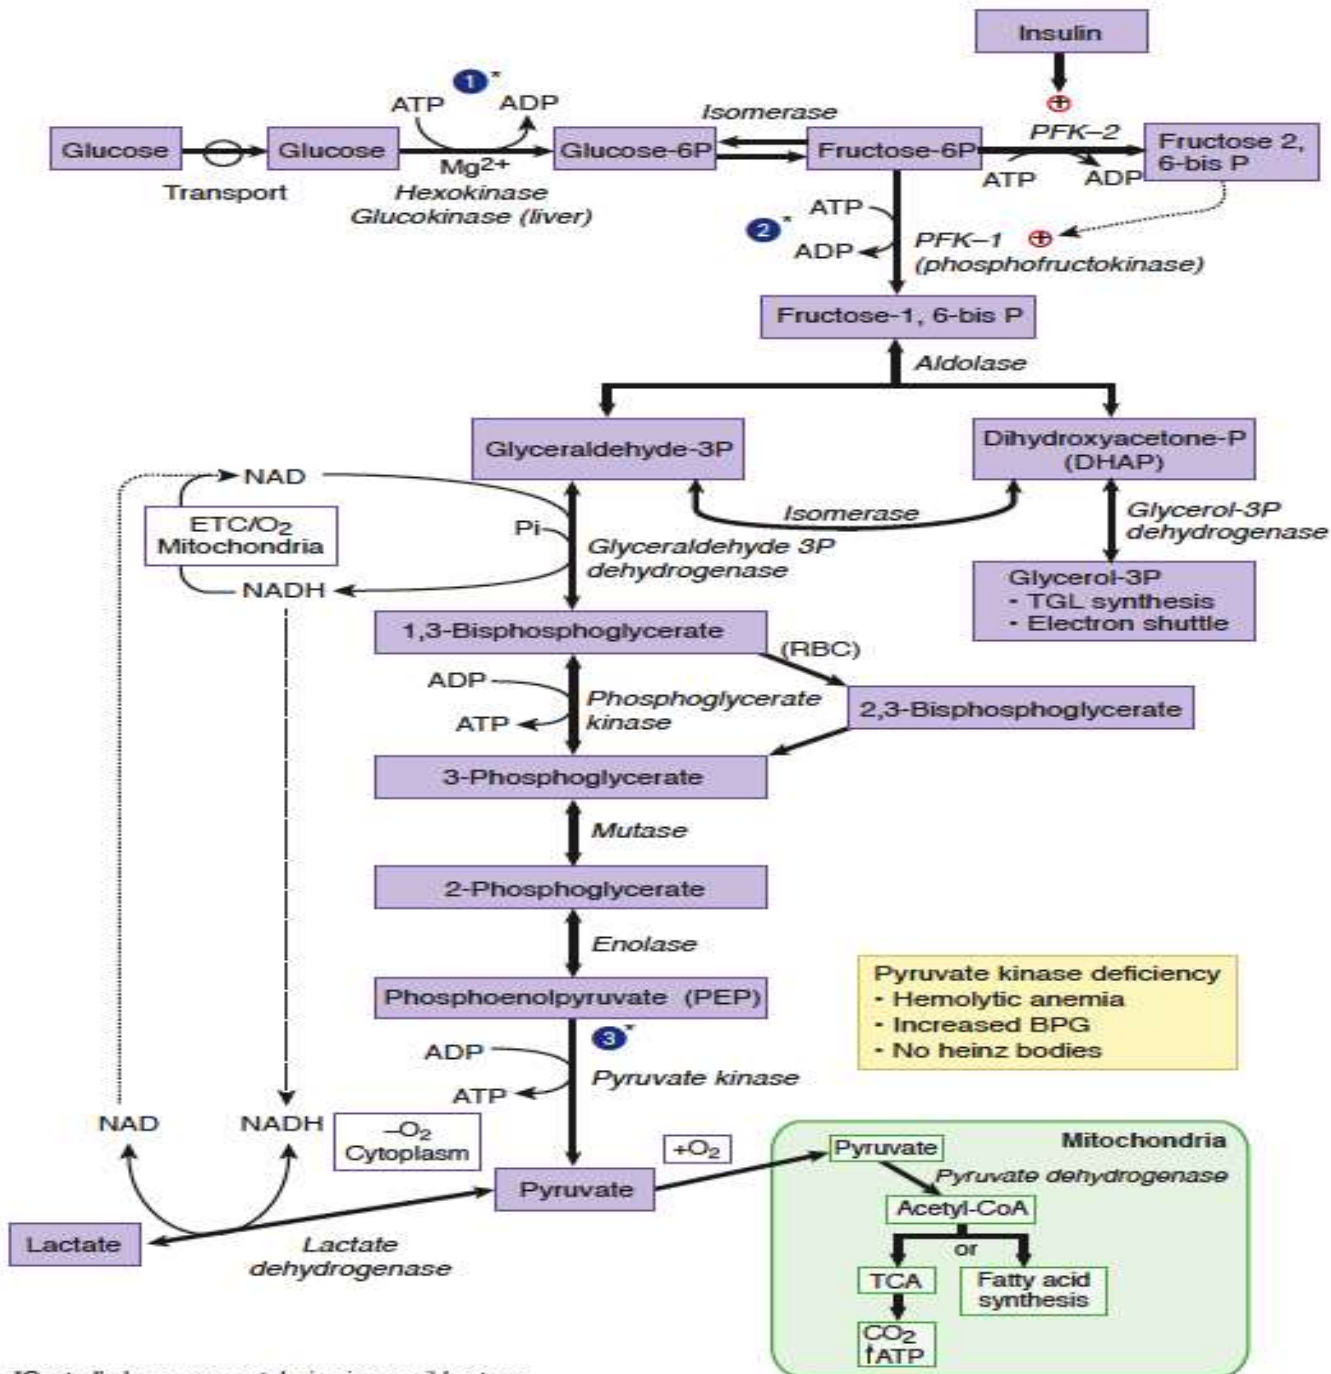 Insulin
1*
ATP ADP
Isomerase
PFK–2
Glucose
Glucose
Glucose-6P
Fructose-6P
Fructose 2,
6-bis P
Transport
Mg2+
Hexokinase
Glucokinase (liver)
ATP ADP
2*
ATP
ADP
PFK–1
(phosphofructokinase)
Fructose-1, 6-bis P
Aldolase
Glyceraldehyde-3P
Dihydroxyacetone-P
(DHAP)
NAD
ETC/O2
Mitochondria
NADH
Pi
Isomerase
Glyceraldehyde 3P
dehydrogenase
Glycerol-3P
dehydrogenase
Glycerol-3P
• TGL synthesis
• Electron shuttle
1,3-Bisphosphoglycerate
(RBC)
ADP
ATP
Phosphoglycerate
kinase
2,3-Bisphosphoglycerate
3-Phosphoglycerate
Mutase
2-Phosphoglycerate
Enolase
Phosphoenolpyruvate (PEP)
Pyruvate kinase deficiency
• Hemolytic anemia
• Increased BPG
• No heinz bodies
3*
ADP
ATP
Pyruvate kinase
NAD
NADH
–O2
Cytoplasm
+O2
Pyruvate
Lactate
Lactate
dehydrogenase
Mitochondria
Pyruvate
Pyruvate dehydrogenase
Acetyl-CoA
or
TCA
Fatty acid
synthesis
CO2
↑ATP